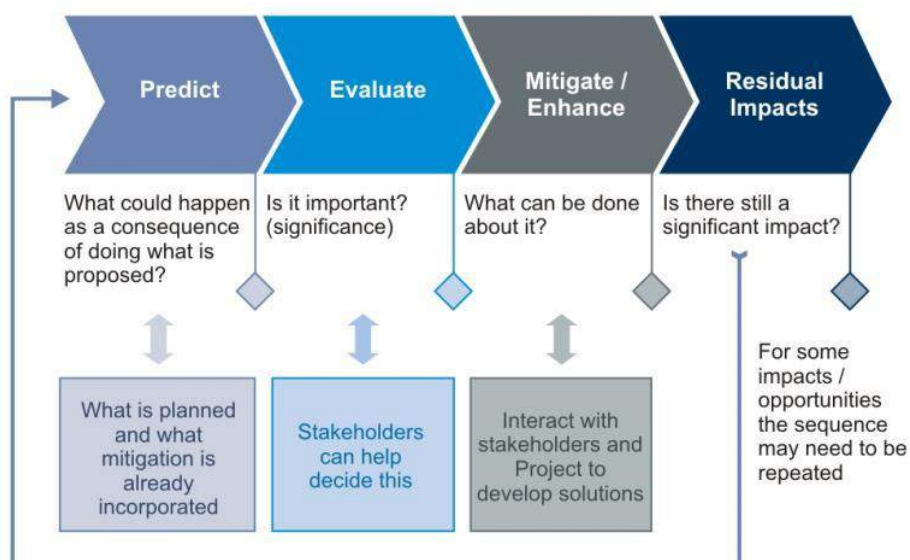 Predict
Evaluate
Mitigate /
Enhance
Residual
Impacts
What could happen
as a consequence
of doing what is
proposed?
Is it important?
(significance)
What can be done
about it?
Is there still a
significant impact?
What is planned
and what
mitigation is
already
incorporated
Stakeholders
can help
decide this
Interact with
stakeholders and
Project to
develop solutions
For some
impacts /
opportunities
the sequence
may need to be
repeated